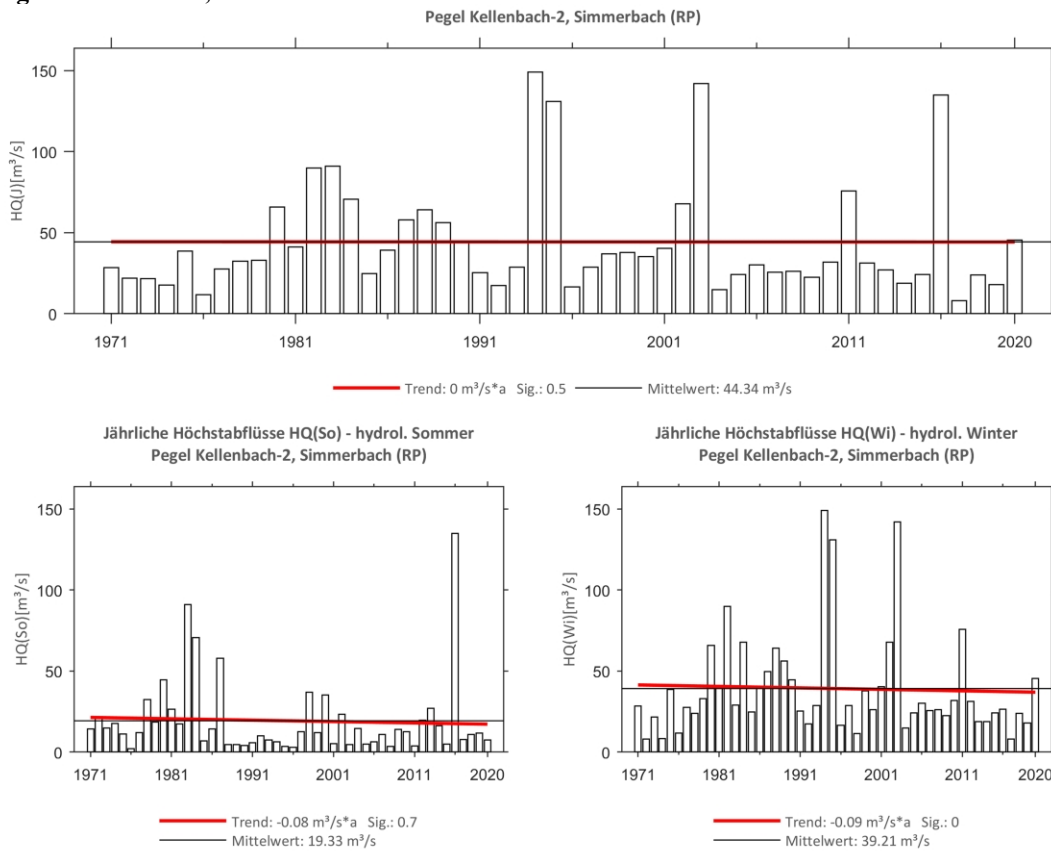 Pegel Kellenbach-2, Simmerbach (RP)
HQ(J)[m³/s]
150
100
50
0
1971
1981
1991
2001
2011
2020
Trend: 0 m³/s*a Sig.: 0.5
Mittelwert: 44.34 m³/s
Jährliche Höchstabflüsse HQ(So) - hydrol. Sommer
Pegel Kellenbach-2, Simmerbach (RP)
HQ(So)[m³/s]
150
100
50
0
1971
1981
1991
2001
2011
2020
Trend: -0.08 m³/s*a Sig.: 0.7
Mittelwert: 19.33 m³/s
Jährliche Höchstabflüsse HQ(Wi) - hydrol. Winter
Pegel Kellenbach-2, Simmerbach (RP)
HQ(Wi)[m³/s]
150
100
50
0
1971
1981
1991
2001
2011
2020
Trend: -0.09 m³/s*a Sig.: 0
Mittelwert: 39.21 m³/s